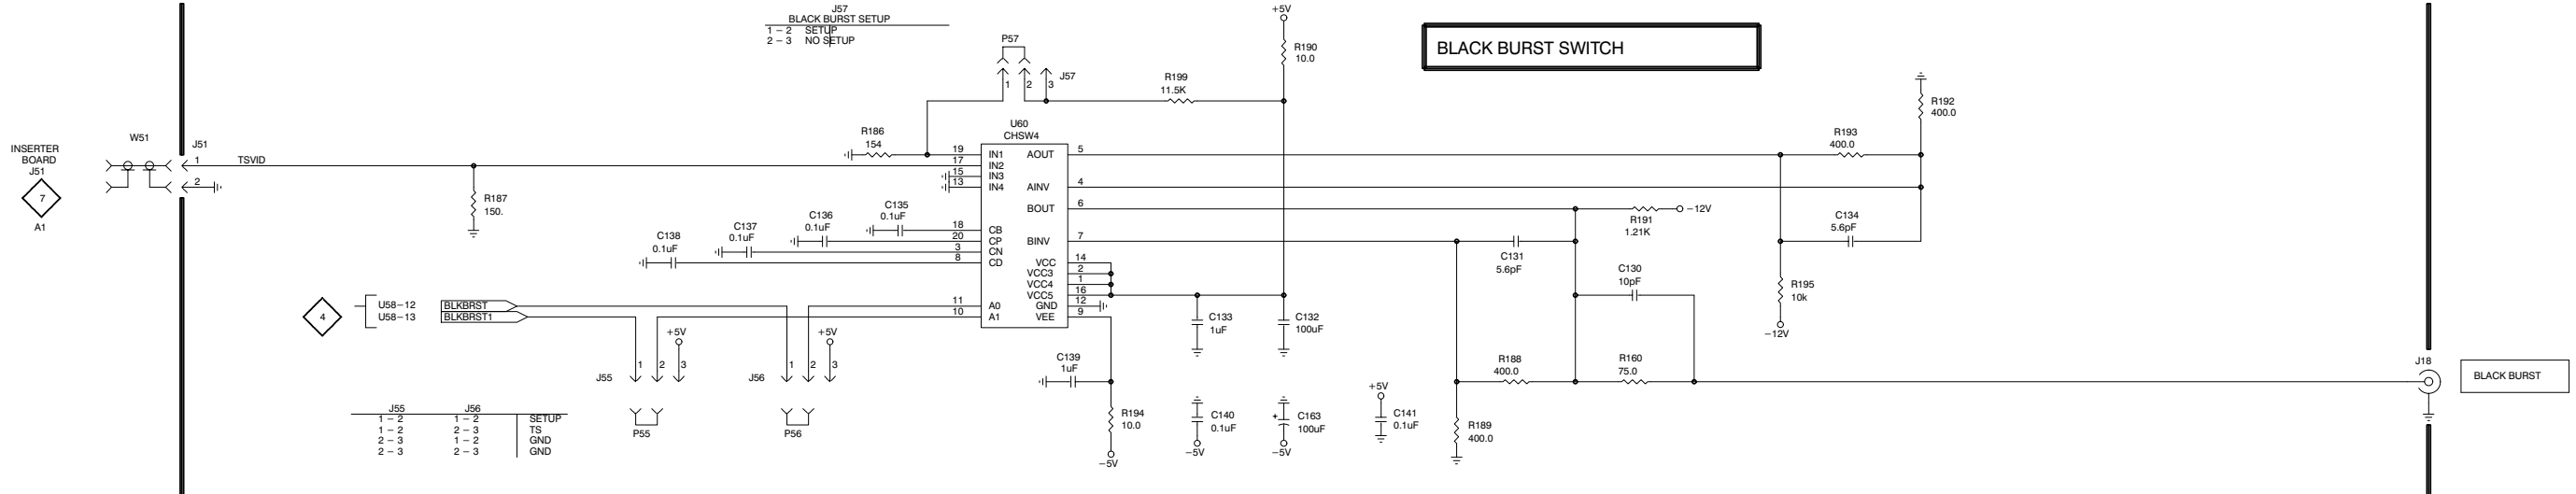 J57
BLACK BURST SETUP
1 – 2 SETUP
2 – 3 NO SETUP
BLACK BURST SWITCH
+5V
R190
10.0
P57
1 2 3
J57
R199
11.5K
R192
400.0
R193
400.0
U60
CHSW4
R186
154
INSERTER
BOARD
J51
7
A1
W51
J51
1
2
TSVID
R187
150.
19 IN1 AOUT 5
17 IN2
15 IN3
13 IN4 AINV 4
BOUT 6
18 CB
20 CP BINV 7
3 CN
8 CD VCC 14
VCC3 2
VCC4 1
VCC5 16
11 A0 GND 12
10 A1 VEE 9
C135
0.1uF
C136
0.1uF
C137
0.1uF
C138
0.1uF
R191
1.21K
–12V
C134
5.6pF
C131
5.6pF
C130
10pF
R195
10k
–12V
4
U58–12 BLKBRST
U58–13 BLKBRST1
+5V
1 2 3
J55
P55
+5V
1 2 3
J56
P56
C133
1uF
C132
100uF
C139
1uF
R194
10.0
–5V
C140
0.1uF
–5V
+
C163
100uF
–5V
+5V
C141
0.1uF
R188
400.0
R160
75.0
R189
400.0
J18
BLACK BURST
J55 J56
1 – 2 1 – 2 SETUP
1 – 2 2 – 3 TS
2 – 3 1 – 2 GND
2 – 3 2 – 3 GND